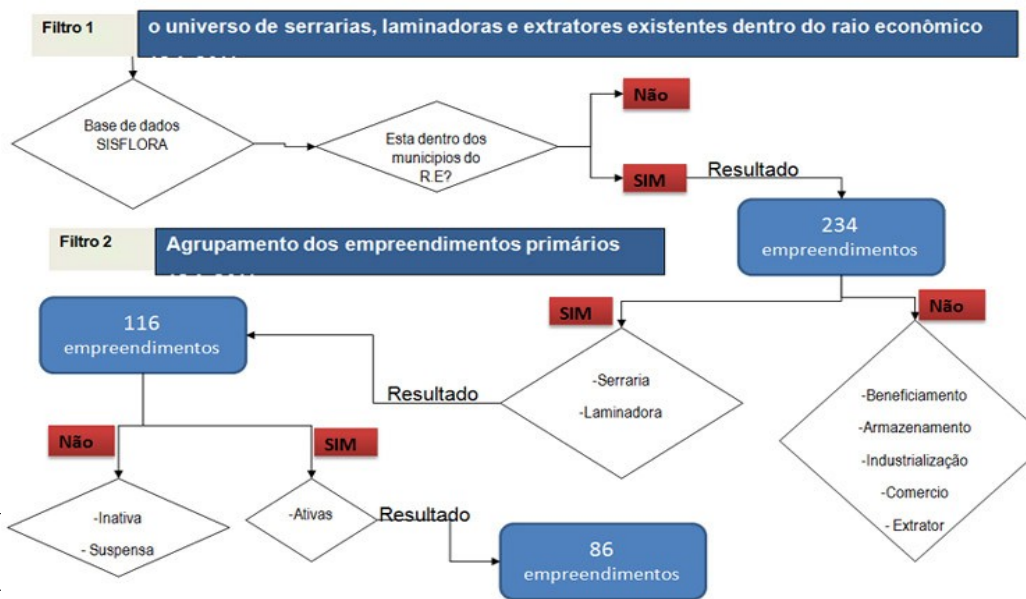 Filtro 1
o universo de serrarias, laminadoras e extratores existentes dentro do raio econômico
Base de dados
SISFLORA
Esta dentro dos
municipios do
R.E?
Não
SIM
Resultado
234
empreendimentos
Filtro 2
Agrupamento dos empreendimentos primários
SIM
Não
116
empreendimentos
Resultado
-Serraria
-Laminadora
-Beneficiamento
-Armazenamento
-Industrialização
-Comercio
- Extrator
Não
SIM
-Inativa
- Suspensa
-Ativas
Resultado
86
empreendimentos